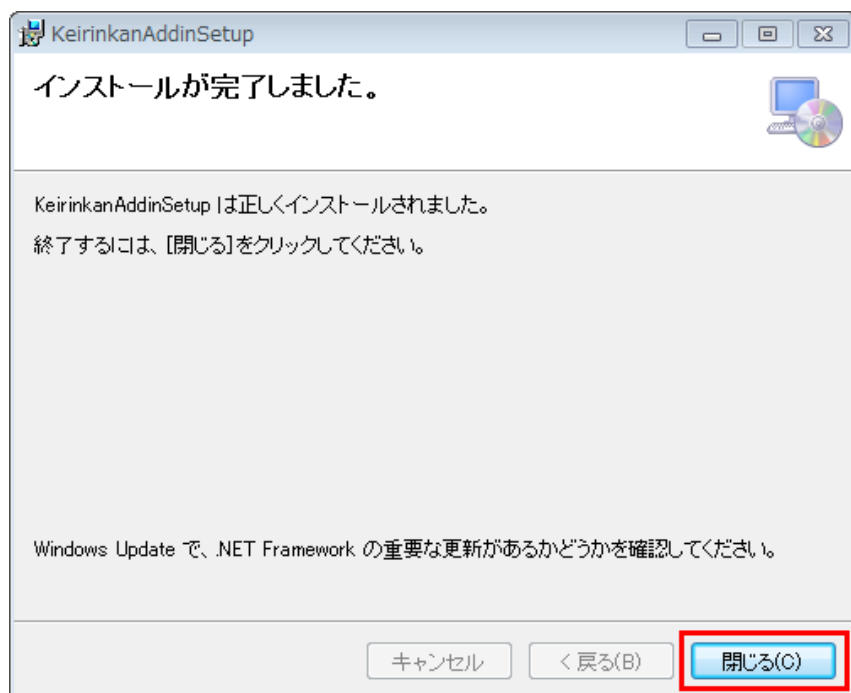 KeirinkanAddinSetup
インストールが完了しました。
KeirinkanAddinSetup は正しくインストールされました。
終了するには、[閉じる]をクリックしてください。
Windows Update で、.NET Framework の重要な更新があるかどうかを確認してください。
キャンセル
< 戻る(B)
閉じる(C)